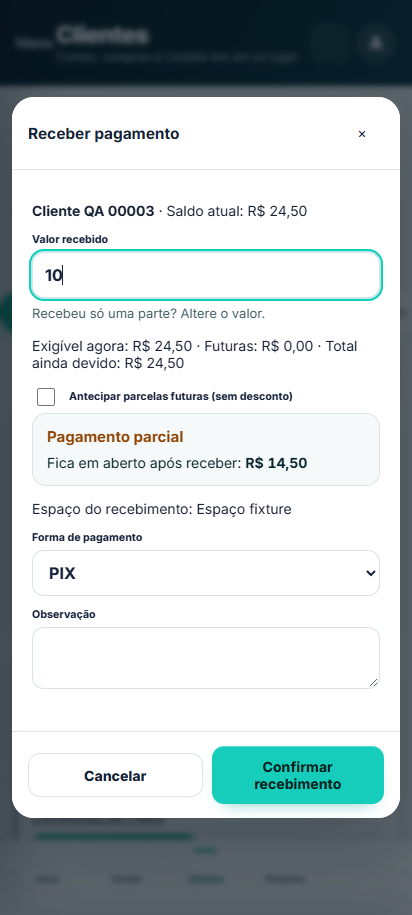 Menu Clientes
A
Receber pagamento
×
Cliente QA 00003 · Saldo atual: R$ 24,50
Valor recebido
10
Recebeu só uma parte? Altere o valor.
Exigível agora: R$ 24,50 · Futuras: R$ 0,00 · Total
ainda devido: R$ 24,50
Antecipar parcelas futuras (sem desconto)
Pagamento parcial
Fica em aberto após receber: R$ 14,50
Espaço do recebimento: Espaço fixture
Forma de pagamento
PIX
Observação
Cancelar
Confirmar
recebimento